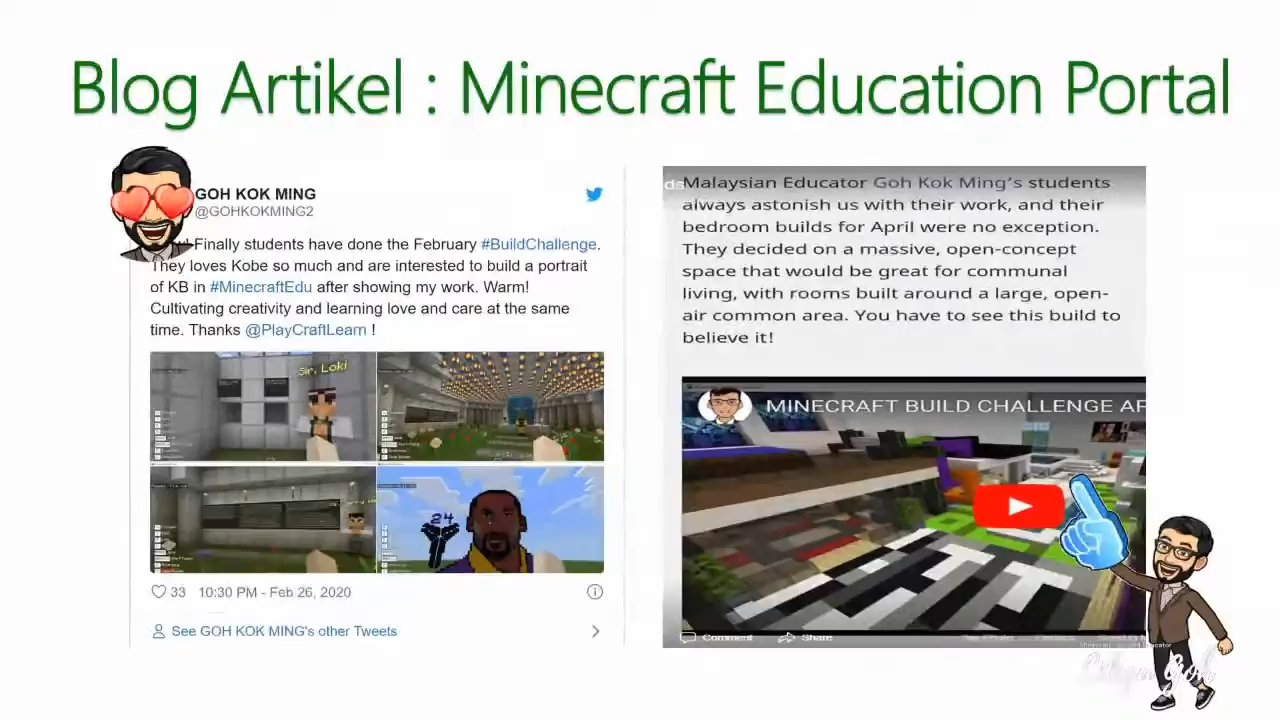 Blog Artikel : Minecraft Education Portal
GOH KOK MING
@GOHKOKMING2
Finally students have done the February #BuildChallenge.
They loves Kobe so much and are interested to build a portrait
of KB in #MinecraftEdu after showing my work. Warm!
Cultivating creativity and learning love and care at the same
time. Thanks @PlayCraftLearn !
Sir, Loki
24
33 10:30 PM - Feb 26, 2020
See GOH KOK MING's other Tweets
ds
Malaysian Educator Goh Kok Ming's students
always astonish us with their work, and their
bedroom builds for April were no exception.
They decided on a massive, open-concept
space that would be great for communal
living, with rooms built around a large, open-
air common area. You have to see this build to
believe it!
MINECRAFT BUILD CHALLENGE AP
Comment Share
Goh